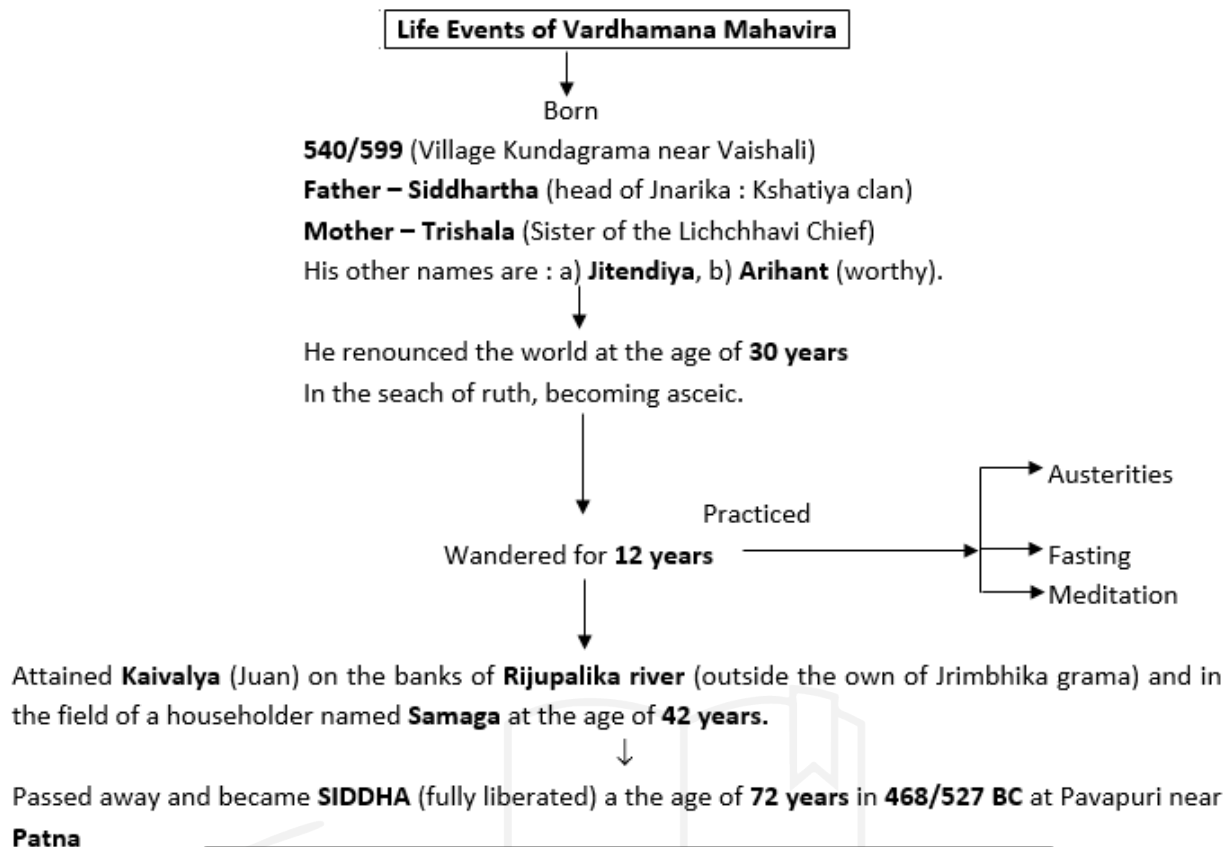 Life Events of Vardhamana Mahavira
Born
540/599 (Village Kundagrama near Vaishali)
Father – Siddhartha (head of Jnarika : Kshatiya clan)
Mother – Trishala (Sister of the Lichchhavi Chief)
His other names are : a) Jitendiya, b) Arihant (worthy).
He renounced the world at the age of 30 years
In the seach of ruth, becoming asceic.
Austerities
Practiced
Wandered for 12 years
Fasting
Meditation
Attained Kaivalya (Juan) on the banks of Rijupalika river (outside the own of Jrimbhika grama) and in
the field of a householder named Samaga at the age of 42 years.
Passed away and became SIDDHA (fully liberated) a the age of 72 years in 468/527 BC at Pavapuri near
Patna